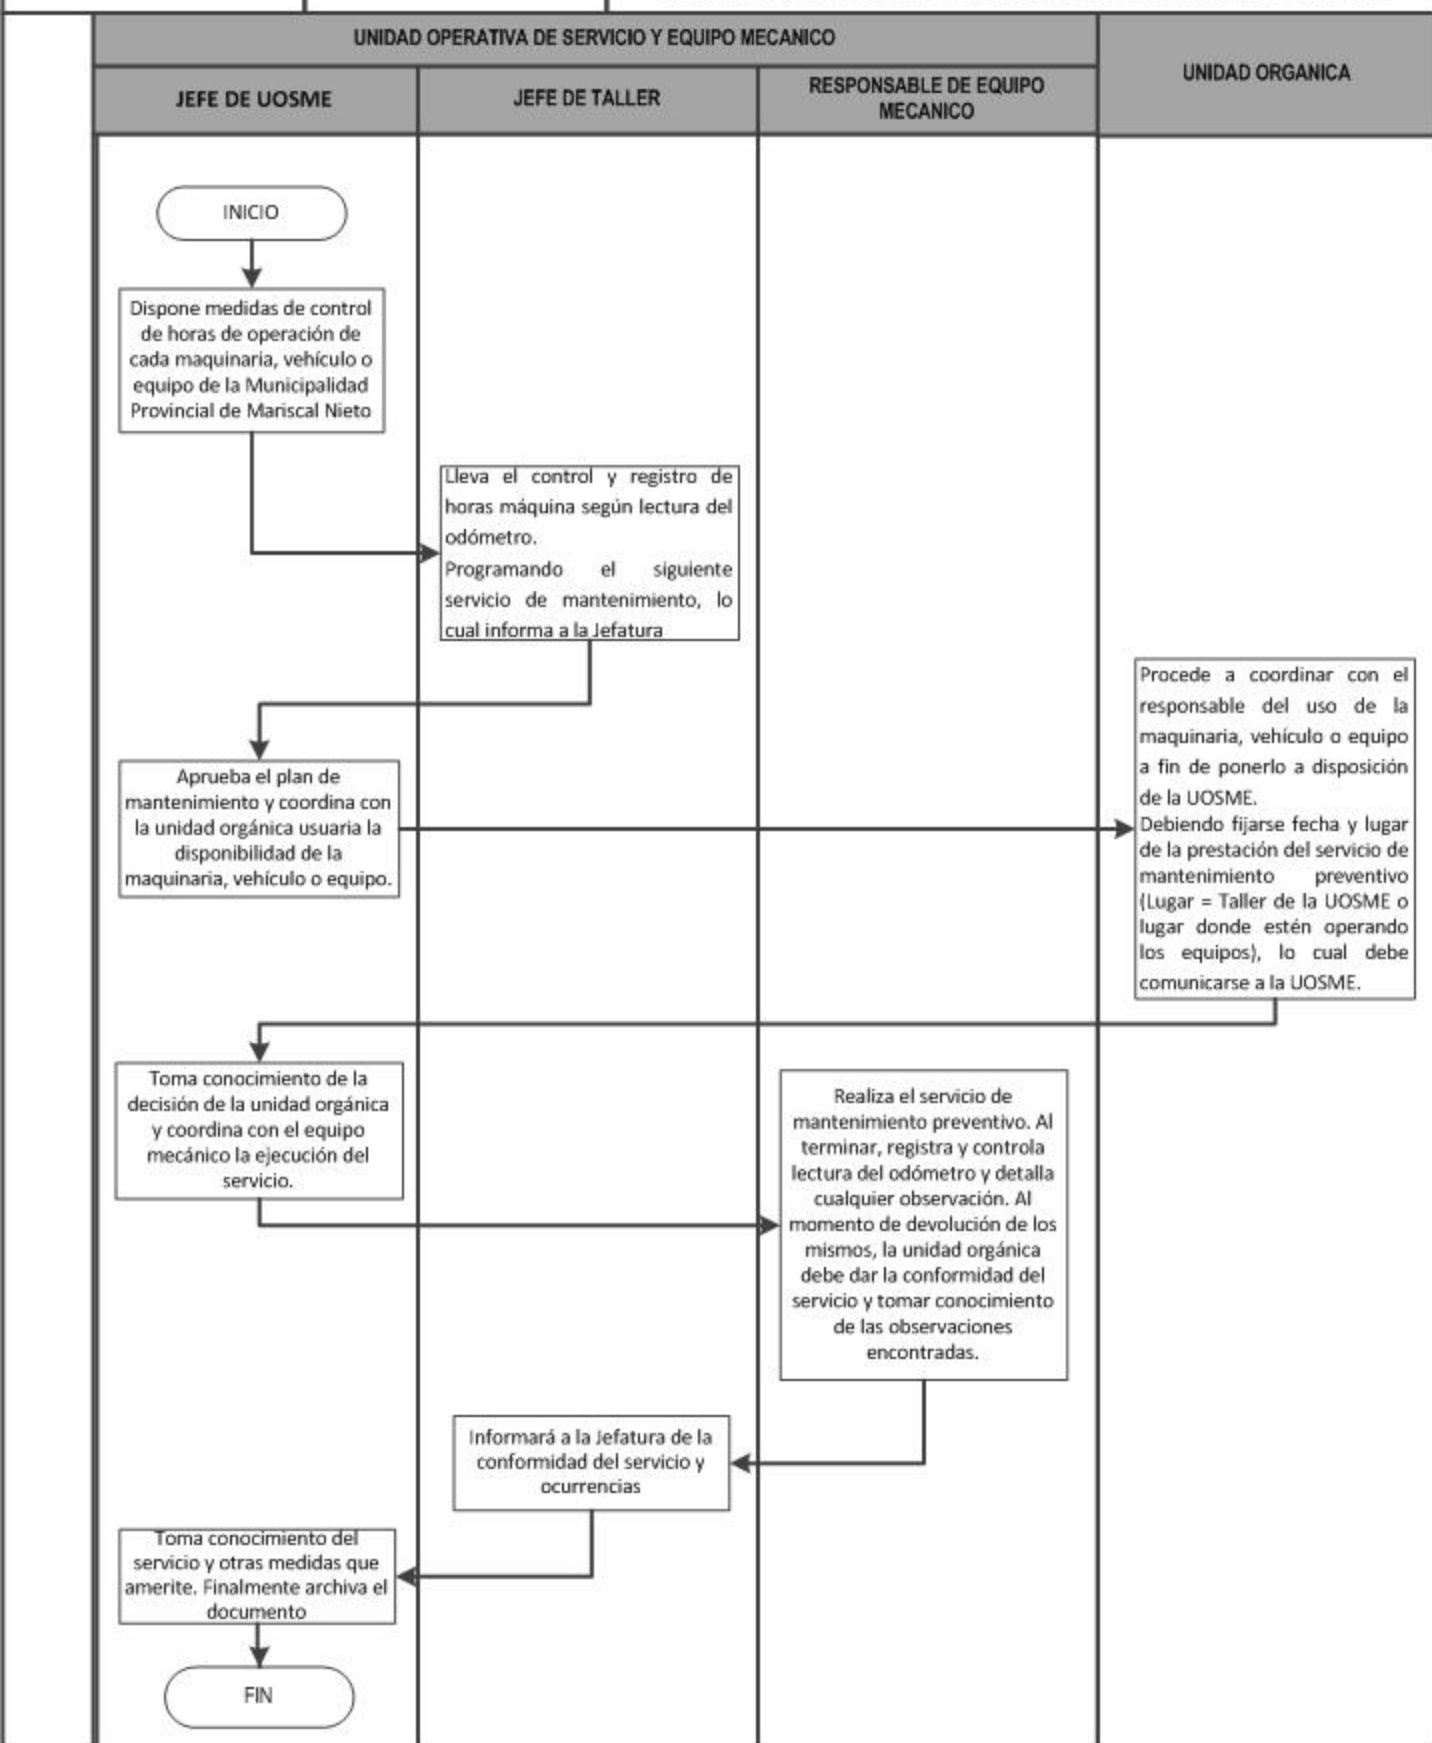 UNIDAD OPERATIVA DE SERVICIO Y EQUIPO MECANICO
UNIDAD ORGANICA
JEFE DE UOSME
JEFE DE TALLER
RESPONSABLE DE EQUIPO
MECANICO
INICIO
Dispone medidas de control
de horas de operación de
cada maquinaria, vehículo o
equipo de la Municipalidad
Provincial de Mariscal Nieto
Lleva el control y registro de
horas máquina según lectura del
odómetro.
Programando el siguiente
servicio de mantenimiento, lo
cual informa a la Jefatura
Aprueba el plan de
mantenimiento y coordina con
la unidad orgánica usuaria la
disponibilidad de la
maquinaria, vehículo o equipo.
Procede a coordinar con el
responsable del uso de la
maquinaria, vehículo o equipo
a fin de ponerlo a disposición
de la UOSME.
Debiendo fijarse fecha y lugar
de la prestación del servicio de
mantenimiento preventivo
(Lugar = Taller de la UOSME o
lugar donde estén operando
los equipos), lo cual debe
comunicarse a la UOSME.
Toma conocimiento de la
decisión de la unidad orgánica
y coordina con el equipo
mecánico la ejecución del
servicio.
Realiza el servicio de
mantenimiento preventivo. Al
terminar, registra y controla
lectura del odómetro y detalla
cualquier observación. Al
momento de devolución de los
mismos, la unidad orgánica
debe dar la conformidad del
servicio y tomar conocimiento
de las observaciones
encontradas.
Informará a la Jefatura de la
conformidad del servicio y
ocurrencias
Toma conocimiento del
servicio y otras medidas que
amerite. Finalmente archiva el
documento
FIN